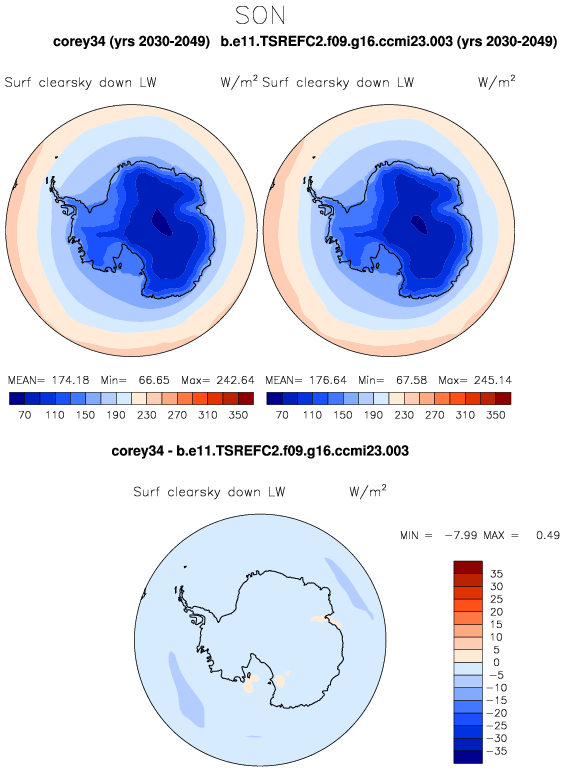 SON
corey34 (yrs 2030-2049) b.e11.TSREFC2.f09.g16.ccmi23.003 (yrs 2030-2049)
Surf clearsky down LW W/m² Surf clearsky down LW W/m²
MEAN= 174.18 Min= 66.65 Max= 242.64 MEAN= 176.64 Min= 67.58 Max= 245.14
70 110 150 190 230 270 310 350 70 110 150 190 230 270 310 350
corey34 - b.e11.TSREFC2.f09.g16.ccmi23.003
Surf clearsky down LW W/m²
MIN = -7.99 MAX = 0.49
35
30
25
20
15
10
5
0
-5
-10
-15
-20
-25
-30
-35